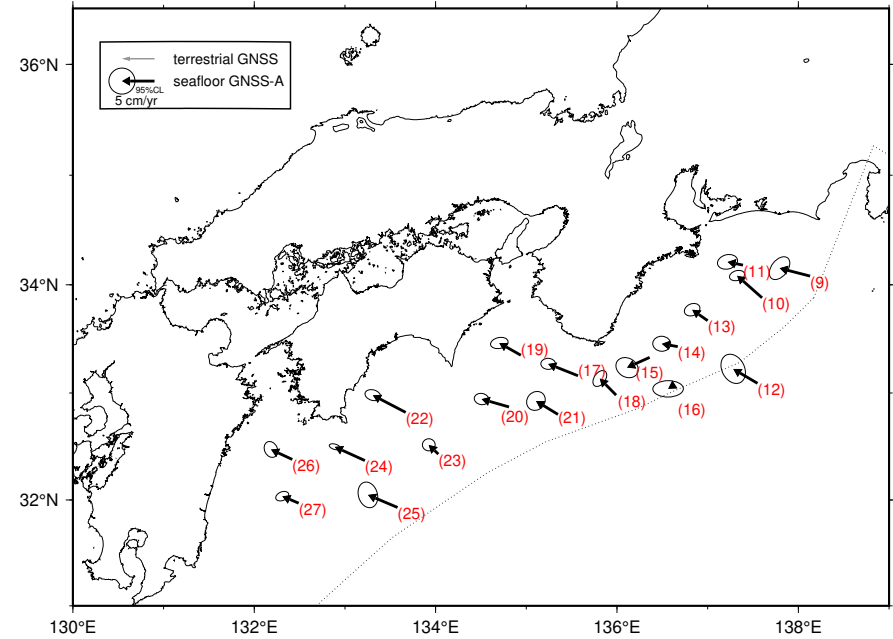 36°N
terrestrial GNSS
seafloor GNSS-A
95%CL
5 cm/yr
34°N
(11)
(9)
(10)
(13)
(19)
(14)
(17)
(15)
(12)
(18)
(16)
(22)
(20)
(21)
(23)
(26)
(24)
32°N
(27)
(25)
130°E
132°E
134°E
136°E
138°E